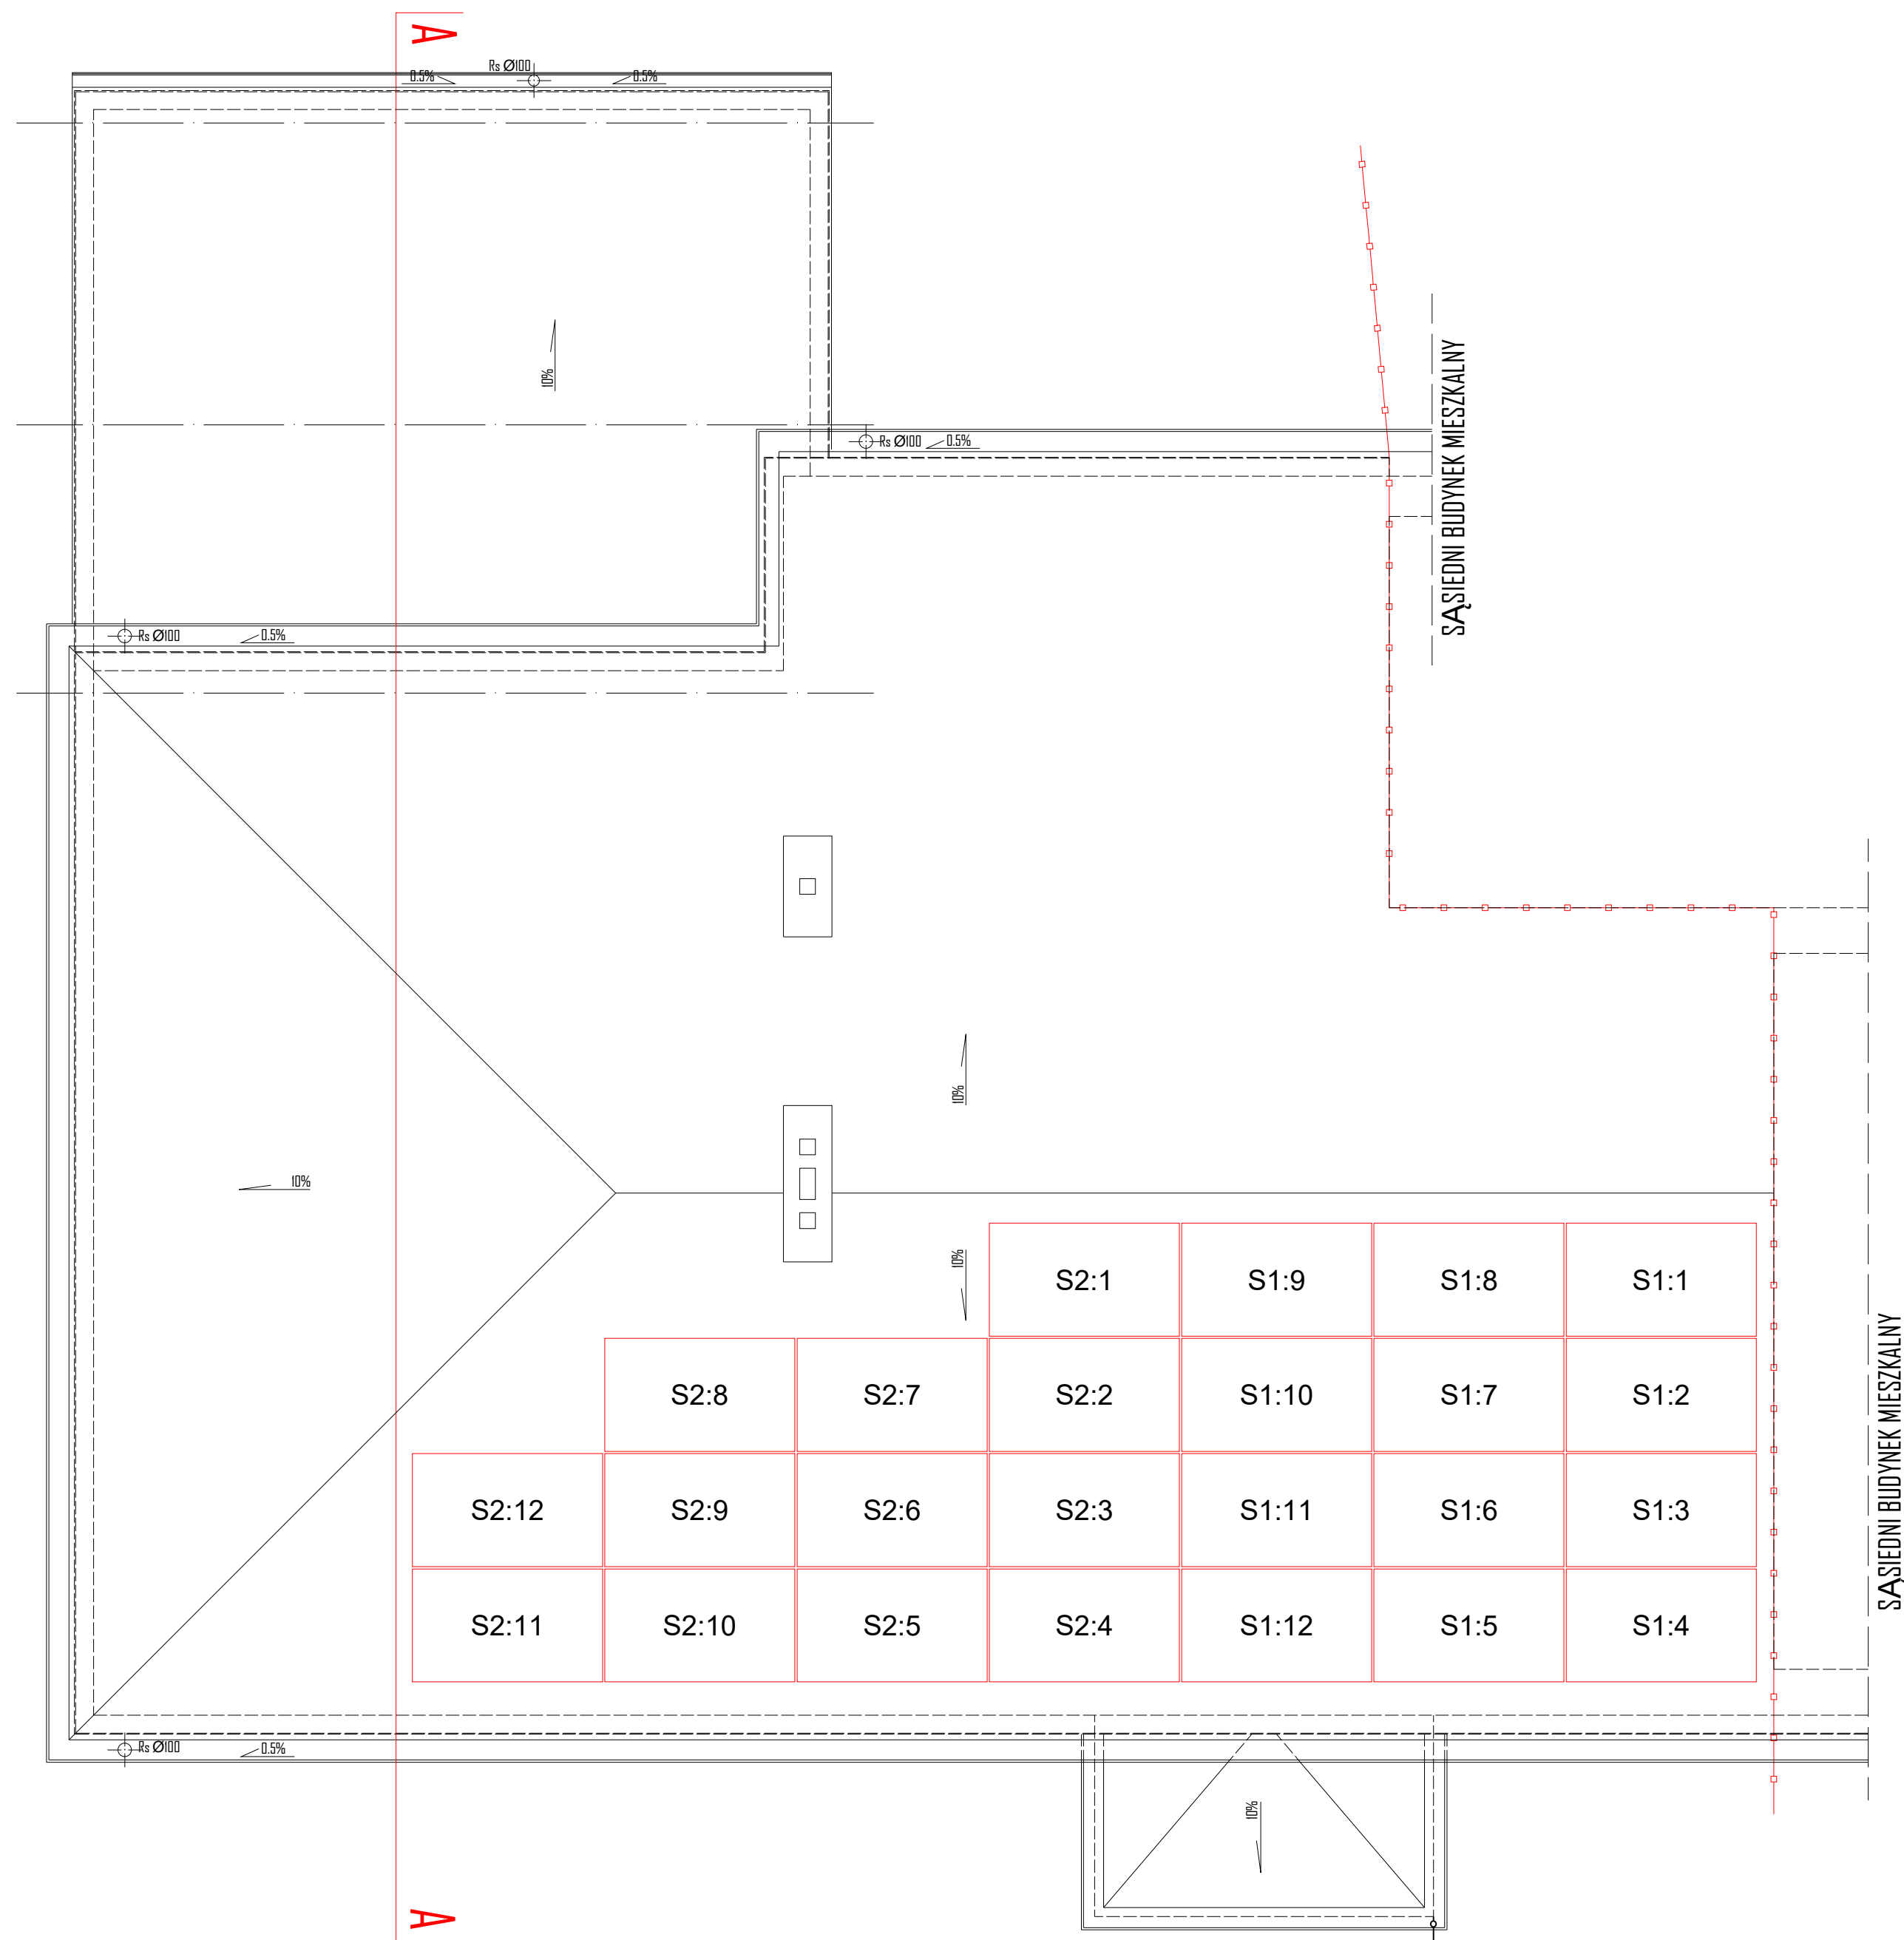 A
Rs Ø100
0.5%
0.5%
10%
Rs Ø100
0.5%
SĄSIEDNI BUDYNEK MIESZKALNY
Rs Ø100
0.5%
10%
10%
10%
S2:1
S1:9
S1:8
S1:1
S2:8
S2:7
S2:2
S1:10
S1:7
S1:2
S2:12
S2:9
S2:6
S2:3
S1:11
S1:6
S1:3
S2:11
S2:10
S2:5
S2:4
S1:12
S1:5
S1:4
SĄSIEDNI BUDYNEK MIESZKALNY
Rs Ø100
0.5%
10%
A